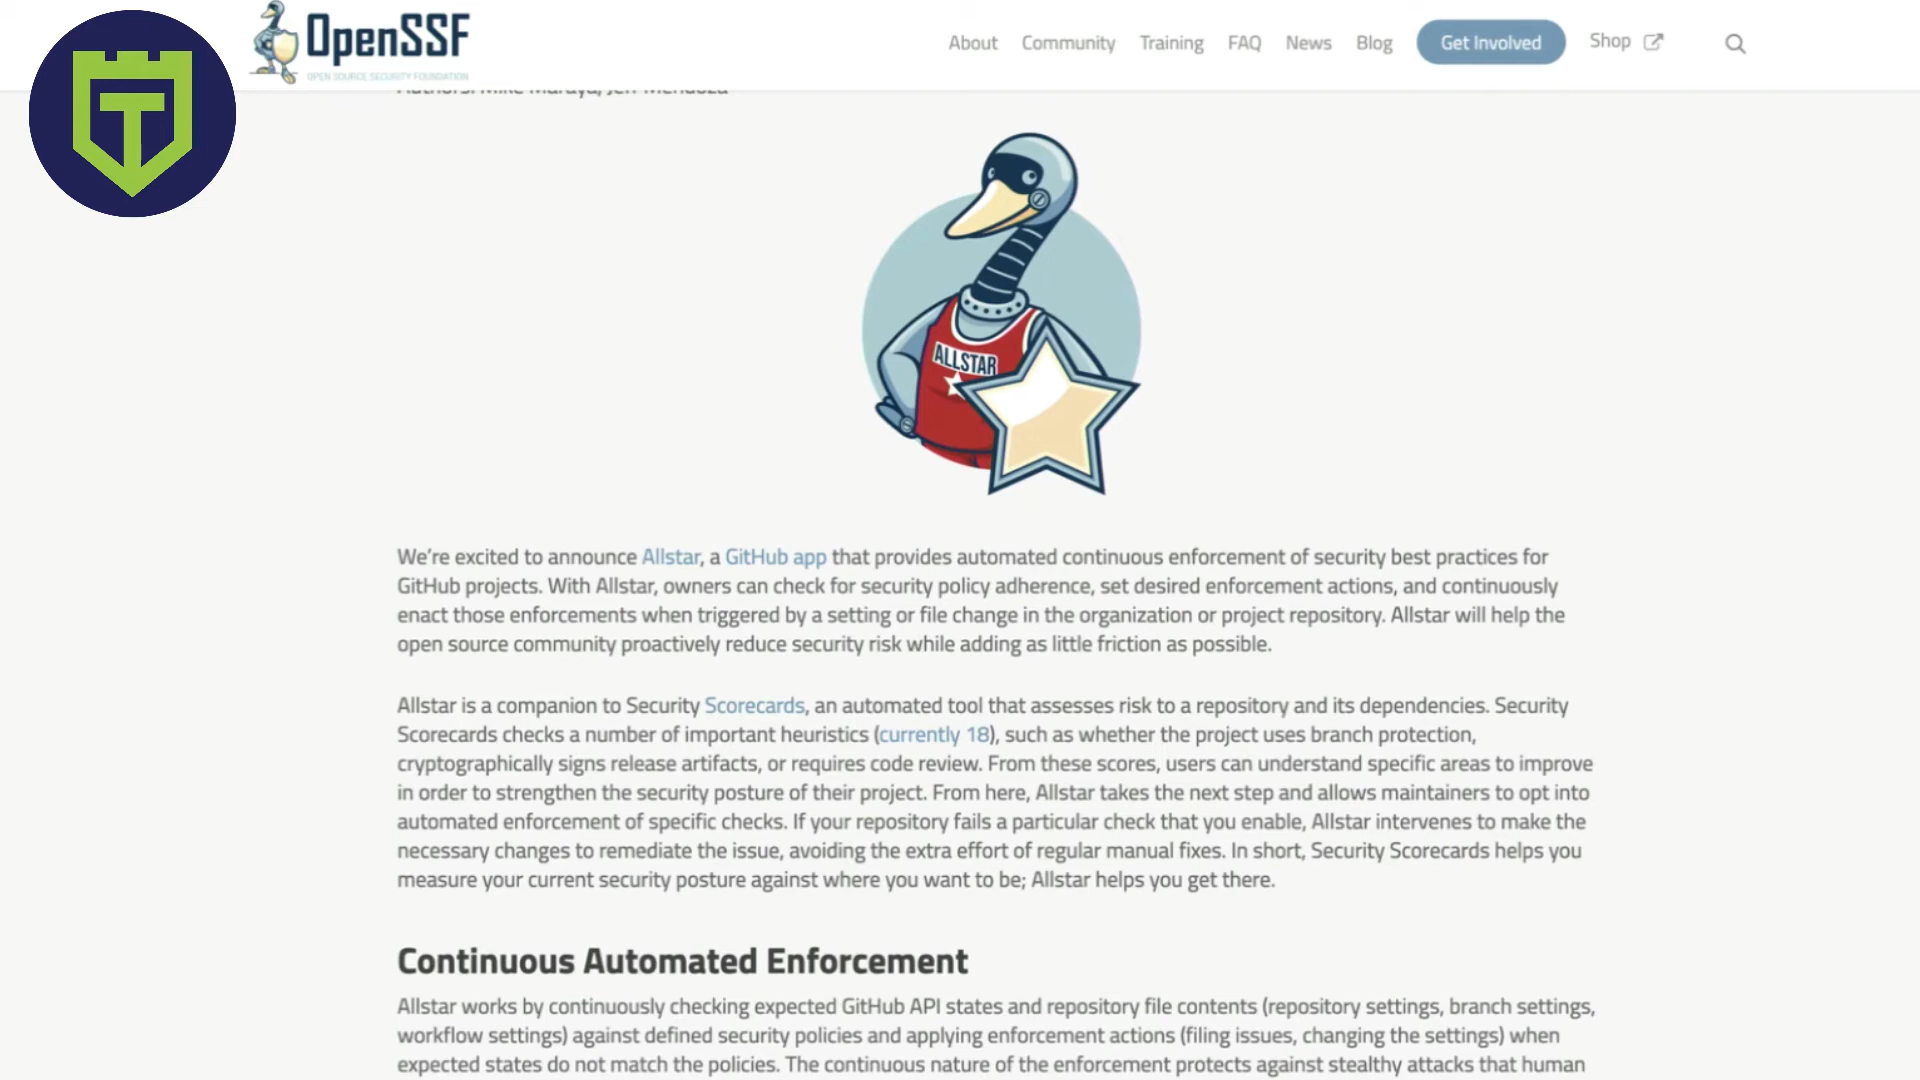 OpenSSF
OPEN SOURCE SECURITY FOUNDATION
About Community Training FAQ News Blog Get Involved Shop
Authors: Mike Maraya, Jeff Mendoza
T
ALLSTAR
We’re excited to announce Allstar, a GitHub app that provides automated continuous enforcement of security best practices for
GitHub projects. With Allstar, owners can check for security policy adherence, set desired enforcement actions, and continuously
enact those enforcements when triggered by a setting or file change in the organization or project repository. Allstar will help the
open source community proactively reduce security risk while adding as little friction as possible.
Allstar is a companion to Security Scorecards, an automated tool that assesses risk to a repository and its dependencies. Security
Scorecards checks a number of important heuristics (currently 18), such as whether the project uses branch protection,
cryptographically signs release artifacts, or requires code review. From these scores, users can understand specific areas to improve
in order to strengthen the security posture of their project. From here, Allstar takes the next step and allows maintainers to opt into
automated enforcement of specific checks. If your repository fails a particular check that you enable, Allstar intervenes to make the
necessary changes to remediate the issue, avoiding the extra effort of regular manual fixes. In short, Security Scorecards helps you
measure your current security posture against where you want to be; Allstar helps you get there.
Continuous Automated Enforcement
Allstar works by continuously checking expected GitHub API states and repository file contents (repository settings, branch settings,
workflow settings) against defined security policies and applying enforcement actions (filing issues, changing the settings) when
expected states do not match the policies. The continuous nature of the enforcement protects against stealthy attacks that human